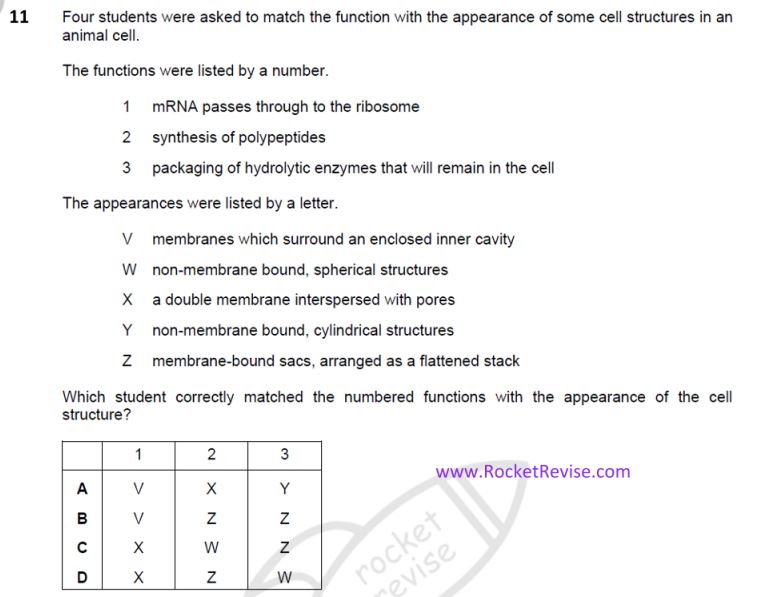 11 Four students were asked to match the function with the appearance of some cell structures in an
animal cell.
The functions were listed by a number.
1 mRNA passes through to the ribosome
2 synthesis of polypeptides
3 packaging of hydrolytic enzymes that will remain in the cell
The appearances were listed by a letter.
V membranes which surround an enclosed inner cavity
W non-membrane bound, spherical structures
X a double membrane interspersed with pores
Y non-membrane bound, cylindrical structures
Z membrane-bound sacs, arranged as a flattened stack
Which student correctly matched the numbered functions with the appearance of the cell
structure?
1 2 3
www.RocketRevise.com
A V X Y
B V Z Z
C X W Z
D X Z W
rocket
revise